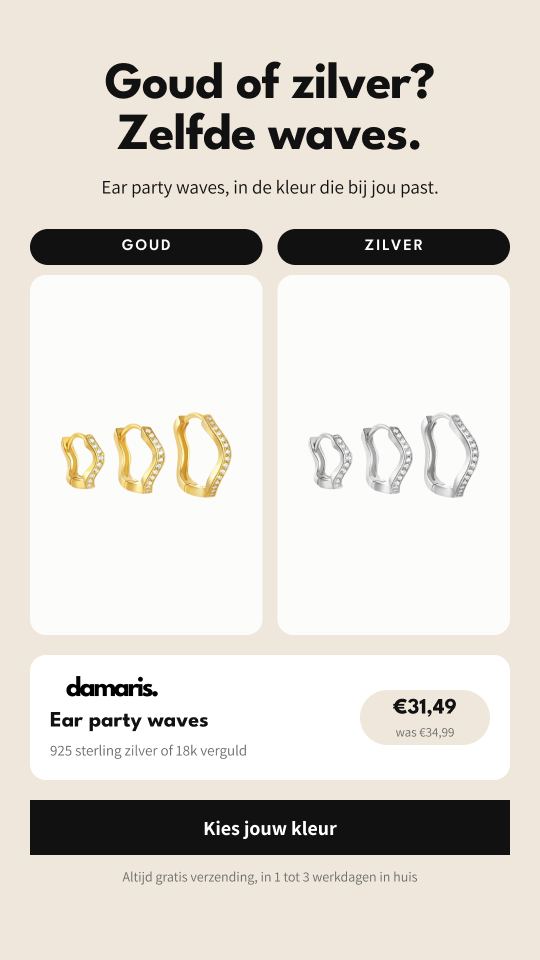 Goud of zilver?
Zelfde waves.
Ear party waves, in de kleur die bij jou past.
GOUD
ZILVER
damaris.
Ear party waves
925 sterling zilver of 18k verguld
€31,49
was €34,99
Kies jouw kleur
Altijd gratis verzending, in 1 tot 3 werkdagen in huis